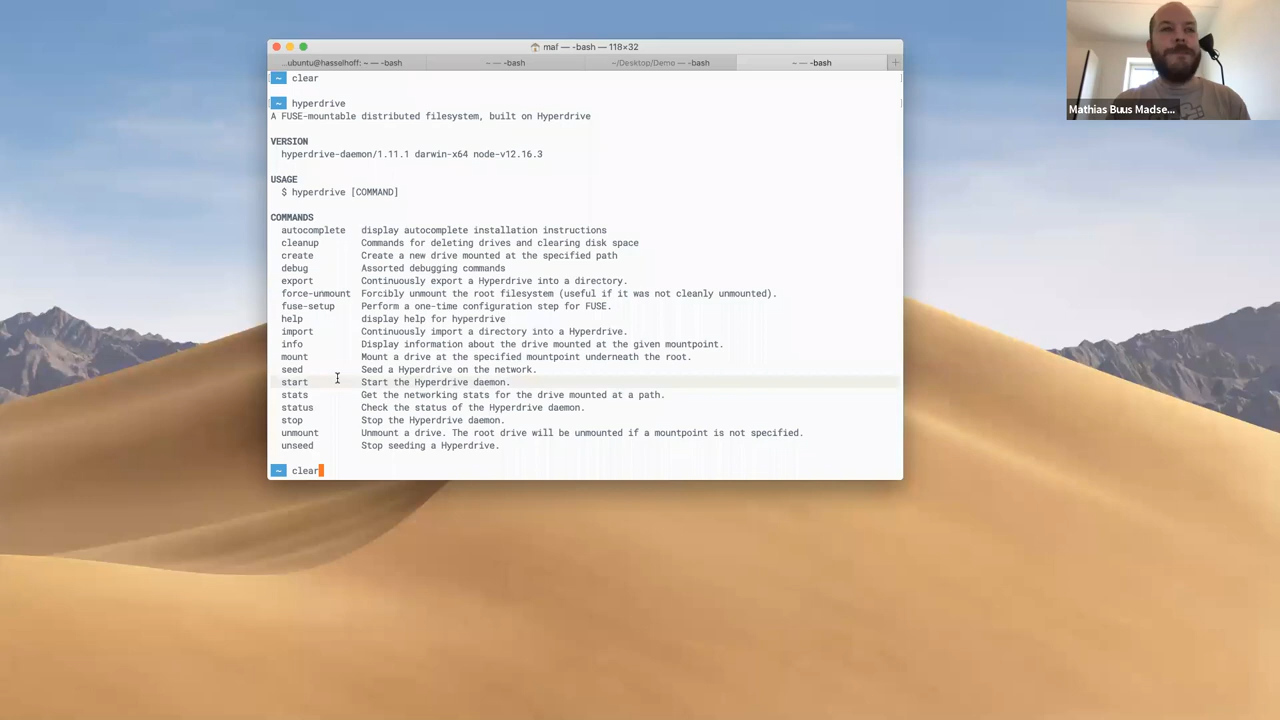 maf — -bash — 118×32
...ubuntu@hasselhoff: ~ — -bash
~ — -bash
~/Desktop/Demo — -bash
~ — -bash
~ clear
~ hyperdrive
A FUSE-mountable distributed filesystem, built on Hyperdrive
VERSION
hyperdrive-daemon/1.11.1 darwin-x64 node-v12.16.3
USAGE
$ hyperdrive [COMMAND]
COMMANDS
autocomplete display autocomplete installation instructions
cleanup Commands for deleting drives and clearing disk space
create Create a new drive mounted at the specified path
debug Assorted debugging commands
export Continuously export a Hyperdrive into a directory.
force-unmount Forcibly unmount the root filesystem (useful if it was not cleanly unmounted).
fuse-setup Perform a one-time configuration step for FUSE.
help display help for hyperdrive
import Continuously import a directory into a Hyperdrive.
info Display information about the drive mounted at the given mountpoint.
mount Mount a drive at the specified mountpoint underneath the root.
seed Seed a Hyperdrive on the network.
start Start the Hyperdrive daemon.
stats Get the networking stats for the drive mounted at a path.
status Check the status of the Hyperdrive daemon.
stop Stop the Hyperdrive daemon.
unmount Unmount a drive. The root drive will be unmounted if a mountpoint is not specified.
unseed Stop seeding a Hyperdrive.
~ clear
Mathias Buus Madse...